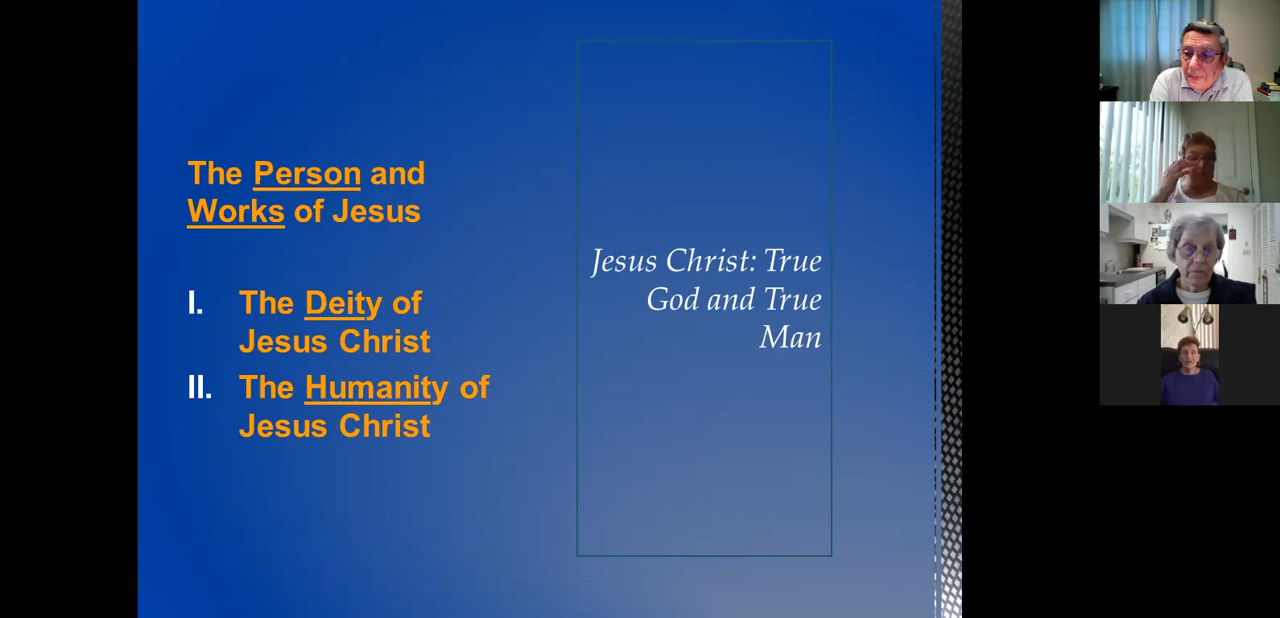 The Person and
Works of Jesus
I. The Deity of
Jesus Christ
II. The Humanity of
Jesus Christ
Jesus Christ: True
God and True
Man